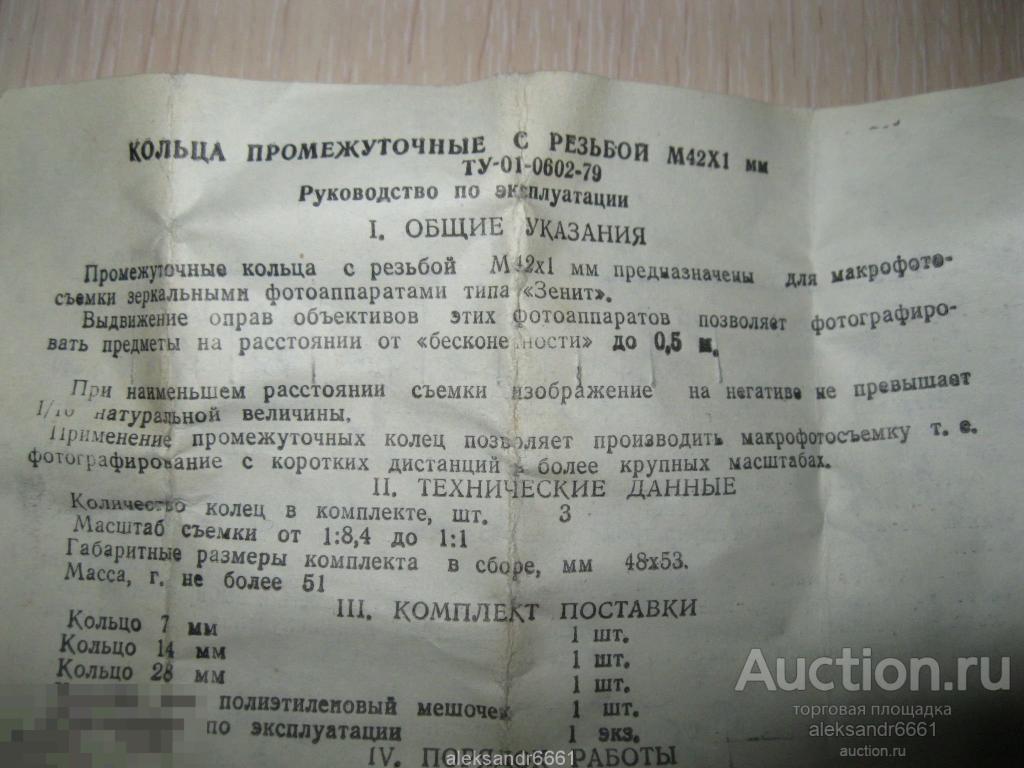 КОЛЬЦА ПРОМЕЖУТОЧНЫЕ С РЕЗЬБОЙ М42Х1 мм
ТУ-01-0602-79
Руководство по эксплуатации
I. ОБЩИЕ УКАЗАНИЯ
Промежуточные кольца с резьбой М42х1 мм предназначены для макрофото-
съемки зеркальными фотоаппаратами типа «Зенит».
Выдвижение оправ объективов этих фотоаппаратов позволяет фотографиро-
вать предметы на расстоянии от «бесконечности» до 0,5 м.
При наименьшем расстоянии съемки изображение на негативе не превышает
1/10 натуральной величины.
Применение промежуточных колец позволяет производить макрофотосъемку т. е.
фотографирование с коротких дистанций в более крупных масштабах.
II. ТЕХНИЧЕСКИЕ ДАННЫЕ
Количество колец в комплекте, шт. 3
Масштаб съемки от 1:8,4 до 1:1
Габаритные размеры комплекта в сборе, мм 48х53.
Масса, г. не более 51
III. КОМПЛЕКТ ПОСТАВКИ
Кольцо 7 мм 1 шт.
Кольцо 14 мм 1 шт.
Кольцо 28 мм 1 шт.
полиэтиленовый мешочек 1 шт.
по эксплуатации 1 экз.
IV. ПОРЯДОК РАБОТЫ
Auction.ru
торговая площадка
aleksandr6661
auction.ru
aleksandr6661